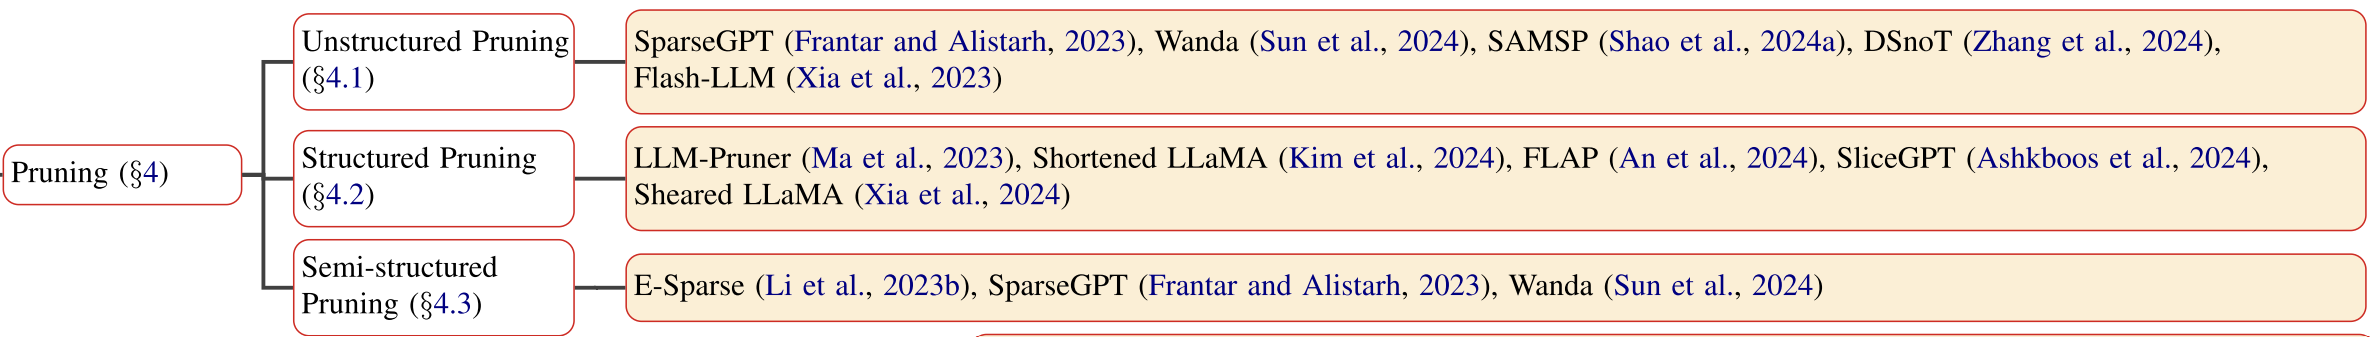 Pruning (§4)
Unstructured Pruning
(§4.1)
SparseGPT (Frantar and Alistarh, 2023), Wanda (Sun et al., 2024), SAMSP (Shao et al., 2024a), DSnoT (Zhang et al., 2024),
Flash-LLM (Xia et al., 2023)
Structured Pruning
(§4.2)
LLM-Pruner (Ma et al., 2023), Shortened LLaMA (Kim et al., 2024), FLAP (An et al., 2024), SliceGPT (Ashkboos et al., 2024),
Sheared LLaMA (Xia et al., 2024)
Semi-structured
Pruning (§4.3)
E-Sparse (Li et al., 2023b), SparseGPT (Frantar and Alistarh, 2023), Wanda (Sun et al., 2024)